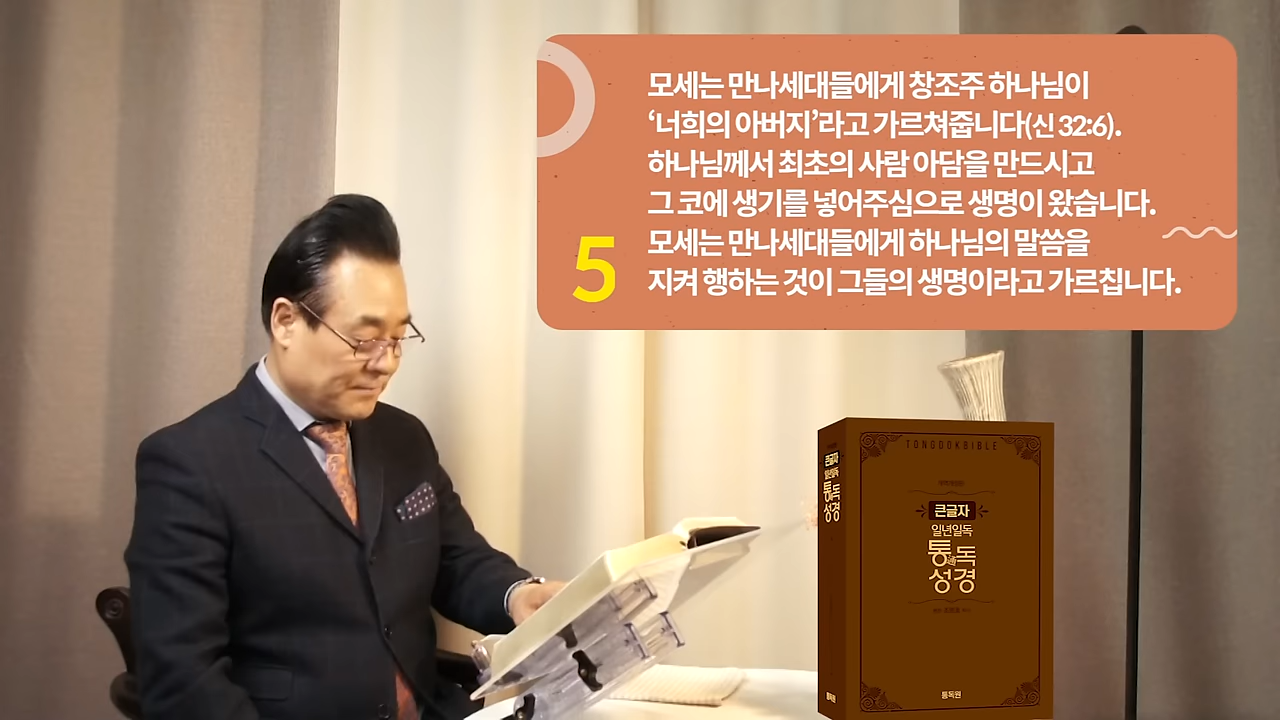 모세는 만나세대들에게 창조주 하나님이
‘너희의 아버지’라고 가르쳐줍니다(신 32:6).
하나님께서 최초의 사람 아담을 만드시고
그 코에 생기를 넣어주심으로 생명이 왔습니다.
5
모세는 만나세대들에게 하나님의 말씀을
지켜 행하는 것이 그들의 생명이라고 가르칩니다.
TONGDOKBIBLE
큰글자
일년일독
통독
성경
통독원
큰글자
일년일독
통독
성경
통독원